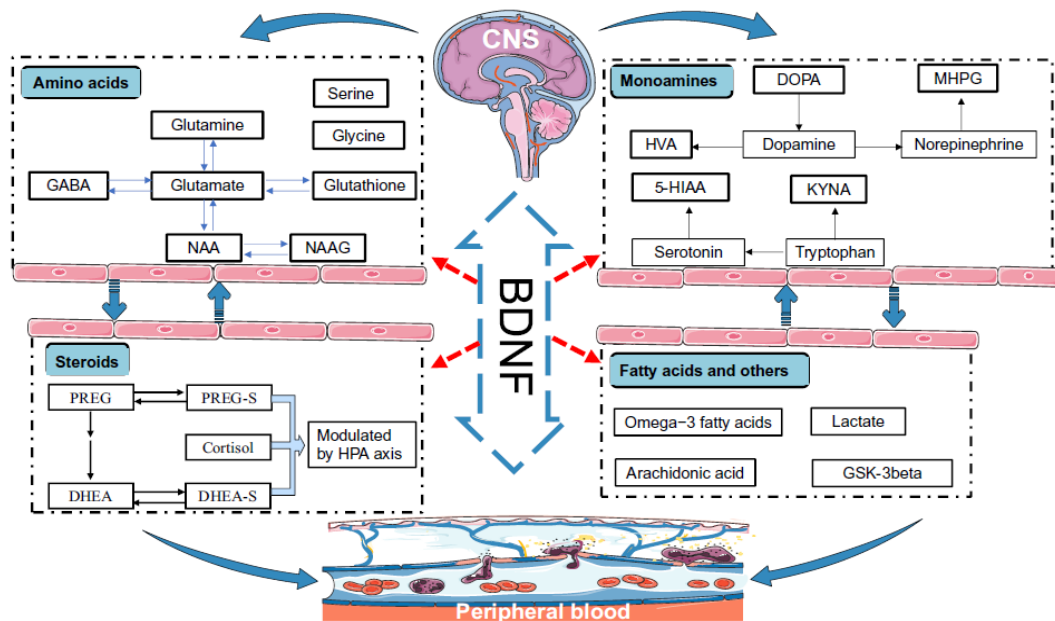 CNS
Amino acids
Serine
Glutamine
Glycine
GABA
Glutamate
Glutathione
NAA
NAAG
Monoamines
DOPA
MHPG
HVA
Dopamine
Norepinephrine
5-HIAA
KYNA
Serotonin
Tryptophan
BDNF
Steroids
PREG
PREG-S
Cortisol
Modulated
by HPA axis
DHEA
DHEA-S
Fatty acids and others
Omega−3 fatty acids
Lactate
Arachidonic acid
GSK-3beta
Peripheral blood